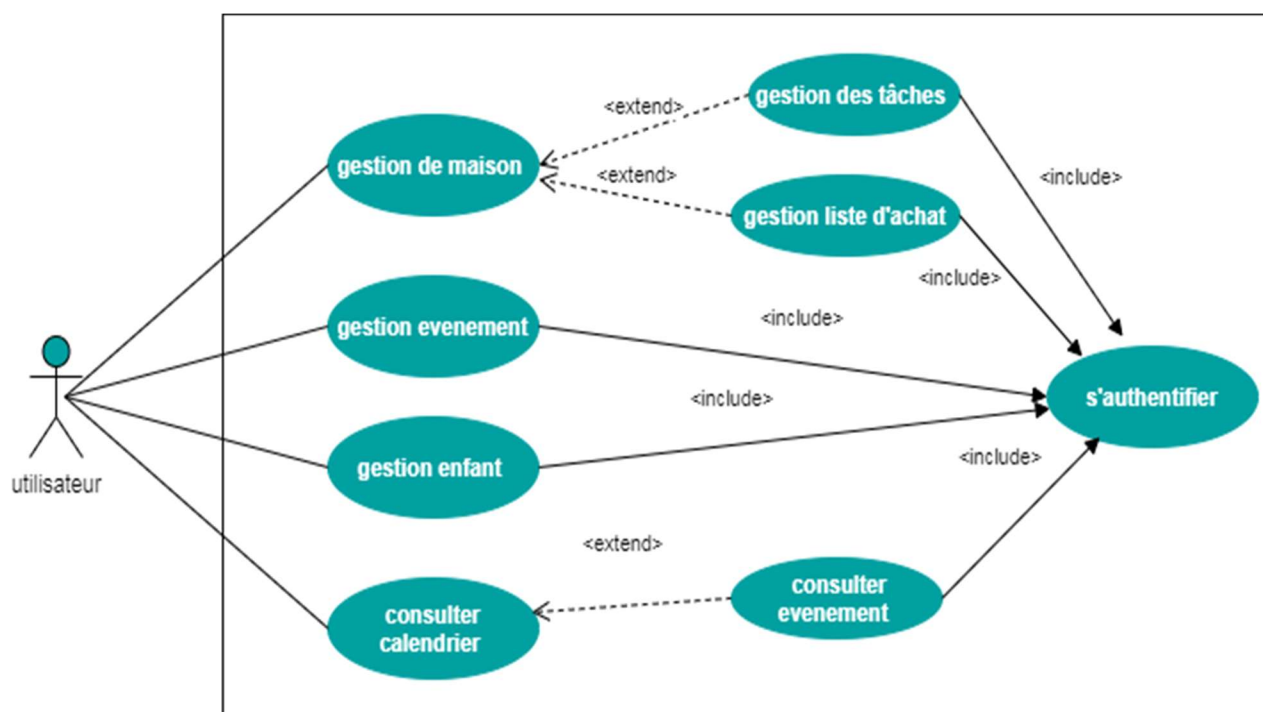 gestion des tâches
<extend>
gestion de maison
<extend>
<include>
gestion liste d'achat
<include>
gestion evenement
<include>
s'authentifier
<include>
gestion enfant
<include>
utilisateur
<extend>
consulter
calendrier
consulter
evenement